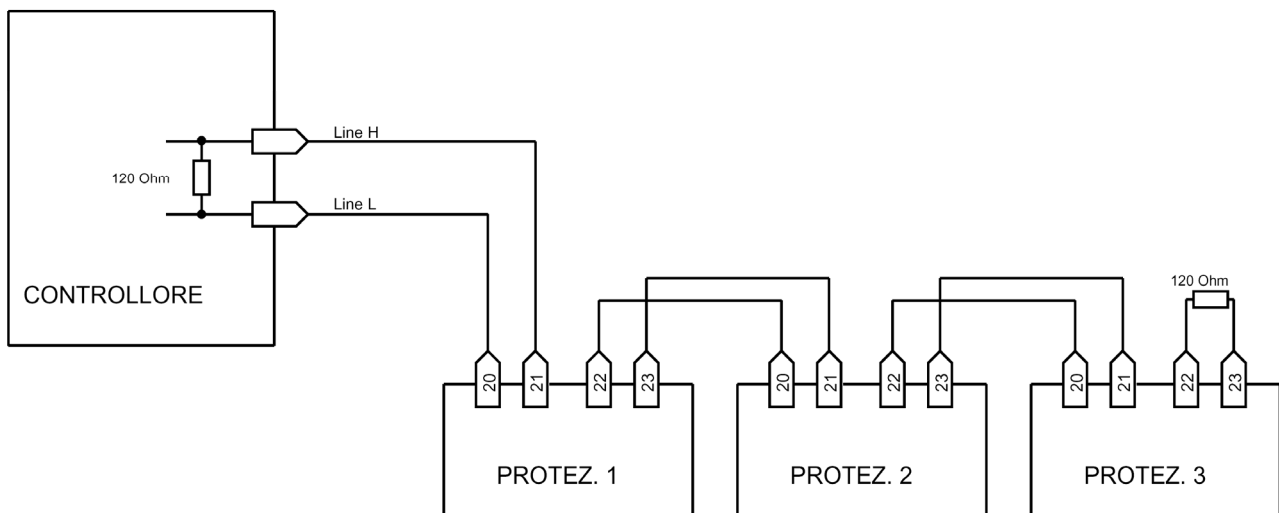 Line H
120 Ohm
Line L
CONTROLLORE
120 Ohm
20 21 22 23 20 21 22 23 20 21 22 23
PROTEZ. 1 PROTEZ. 2 PROTEZ. 3